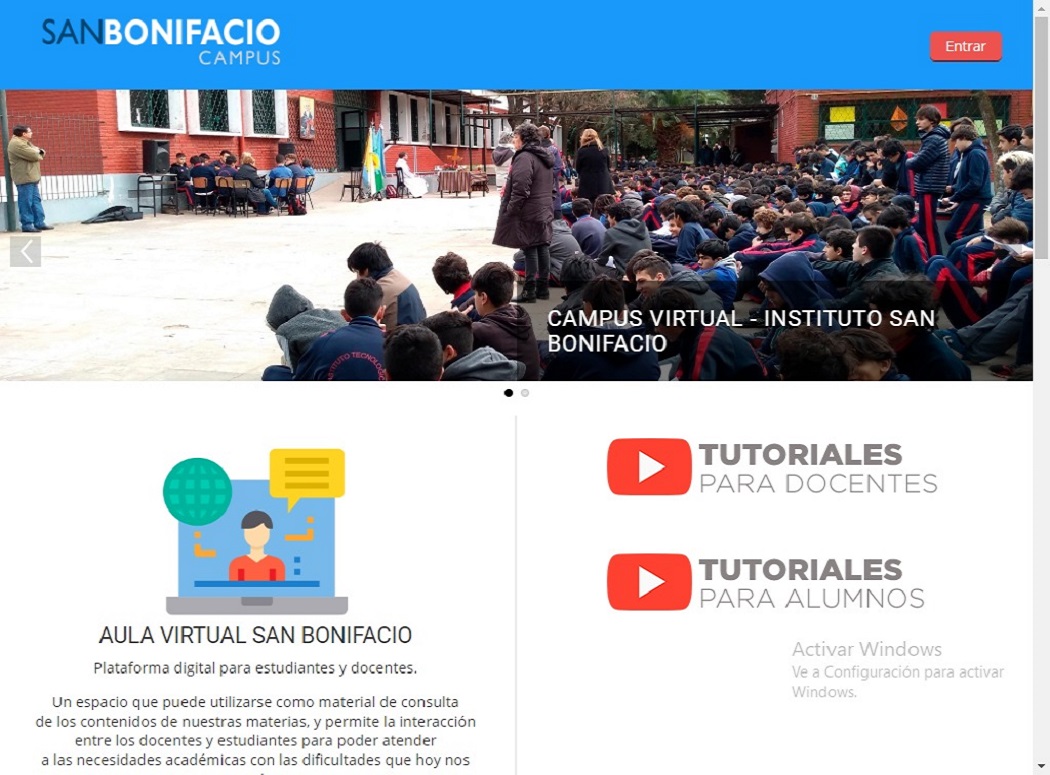 SANBONIFACIO
CAMPUS
Entrar
CAMPUS VIRTUAL - INSTITUTO SAN
BONIFACIO
AULA VIRTUAL SAN BONIFACIO
Plataforma digital para estudiantes y docentes.
Un espacio que puede utilizarse como material de consulta
de los contenidos de nuestras materias, y permite la interacción
entre los docentes y estudiantes para poder atender
a las necesidades académicas con las dificultades que hoy nos
TUTORIALES
PARA DOCENTES
TUTORIALES
PARA ALUMNOS
Activar Windows
Ve a Configuración para activar
Windows.